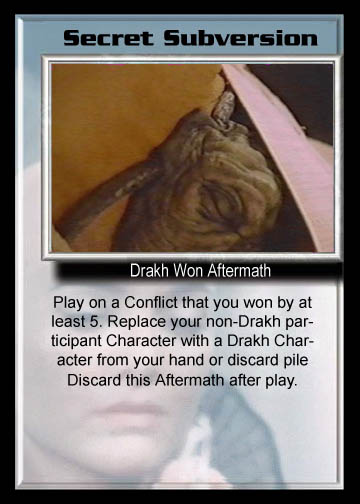 Secret Subversion
Drakh Won Aftermath
Play on a Conflict that you won by at
least 5. Replace your non-Drakh par-
ticipant Character with a Drakh Char-
acter from your hand or discard pile
Discard this Aftermath after play.